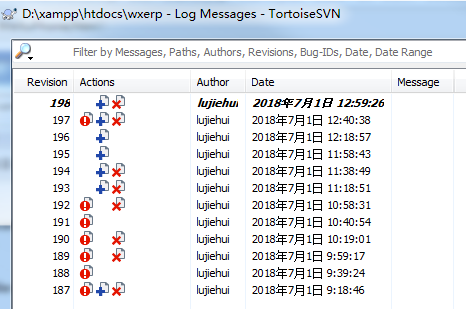 D:\xampp\htdocs\wxerp - Log Messages - TortoiseSVN
Filter by Messages, Paths, Authors, Revisions, Bug-IDs, Date, Date Range
Revision Actions Author Date Message
198 lujiehui 2018年7月1日 12:59:26
197 lujiehui 2018年7月1日 12:40:38
196 lujiehui 2018年7月1日 12:18:57
195 lujiehui 2018年7月1日 11:58:43
194 lujiehui 2018年7月1日 11:38:49
193 lujiehui 2018年7月1日 11:18:51
192 lujiehui 2018年7月1日 10:58:31
191 lujiehui 2018年7月1日 10:40:54
190 lujiehui 2018年7月1日 10:19:01
189 lujiehui 2018年7月1日 9:59:17
188 lujiehui 2018年7月1日 9:39:24
187 lujiehui 2018年7月1日 9:18:46